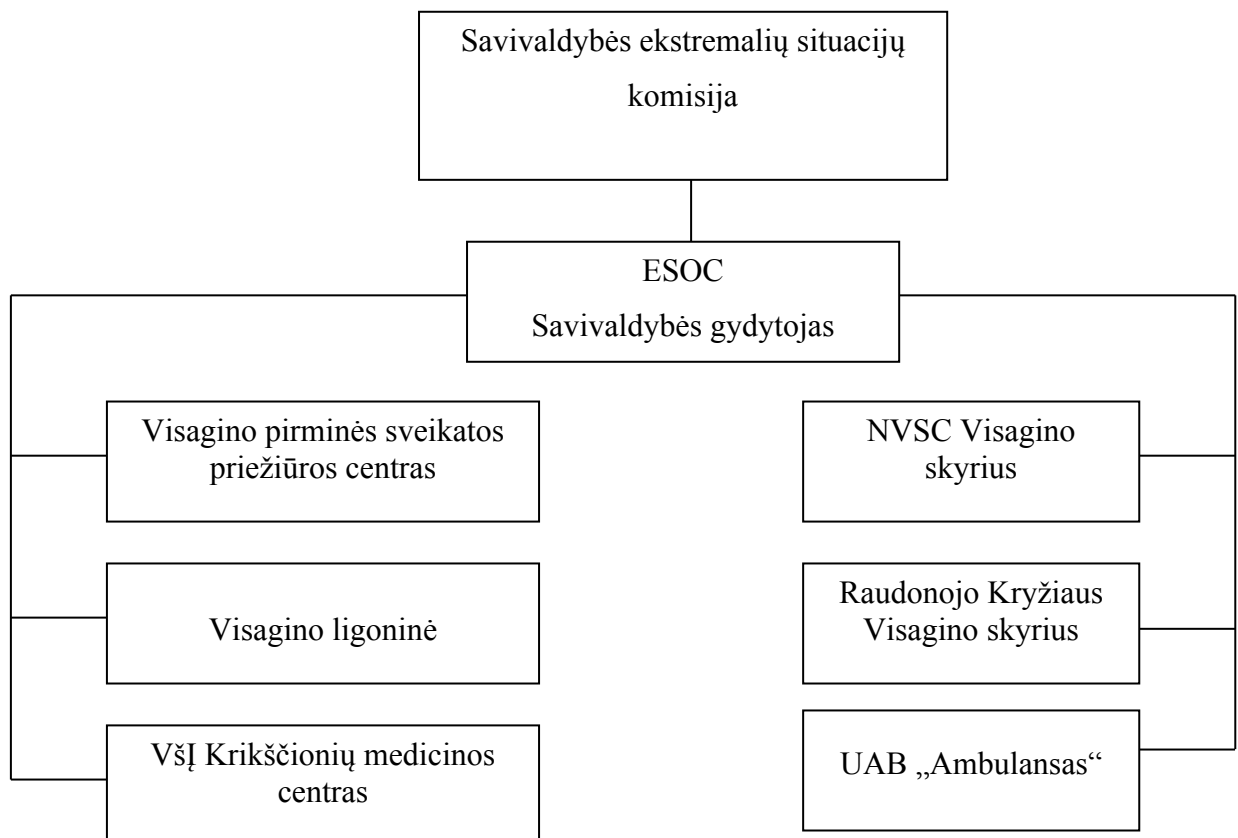 Savivaldybės ekstremalių situacijų
komisija
ESOC
Savivaldybės gydytojas
Visagino pirminės sveikatos
priežiūros centras
Visagino ligoninė
VšĮ Krikščionių medicinos
centras
NVSC Visagino
skyrius
Raudonojo Kryžiaus
Visagino skyrius
UAB „Ambulansas“